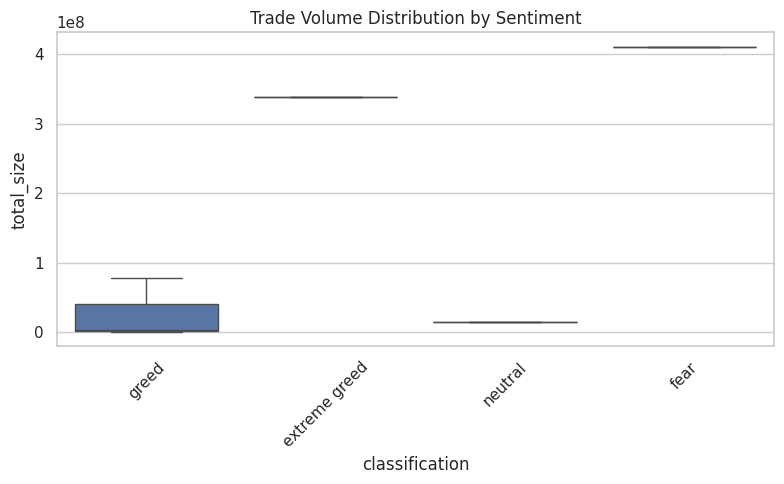 Trade Volume Distribution by Sentiment
1e8
4
3
2
1
0
total_size
greed
extreme greed
neutral
fear
classification